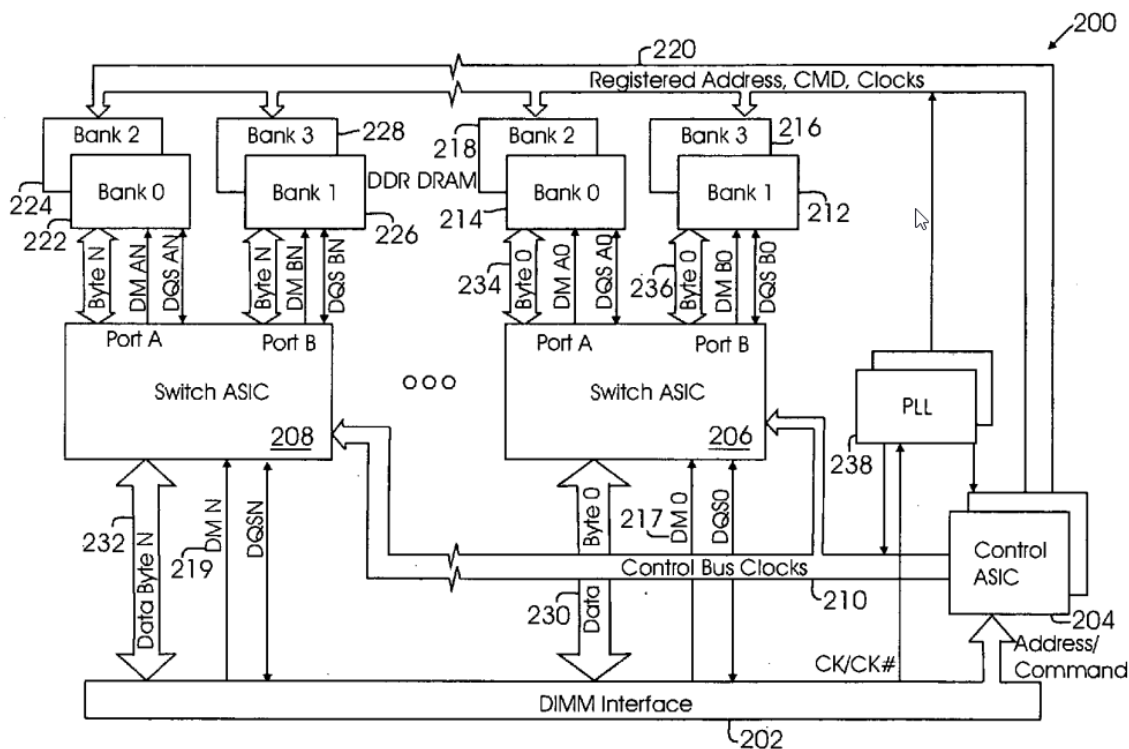 200
220
Registered Address, CMD, Clocks
Bank 2
Bank 3
228
218
Bank 2
Bank 3
216
Bank 0
Bank 1
DDR DRAM
Bank 0
Bank 1
224
222
226
214
212
Byte N
DM AN
DQS AN
Byte N
DM BN
DQS BN
234
Byte 0
DM A0
DQS A0
236
Byte 0
DM B0
DQS B0
Port A
Port B
Port A
Port B
Switch ASIC
208
Switch ASIC
206
PLL
238
232
Data Byte N
219
DM N
DQSN
230
Data Byte 0
217
DM 0
DQS0
Control Bus Clocks
210
Control
ASIC
204
CK/CK#
Address/
Command
DIMM Interface
202